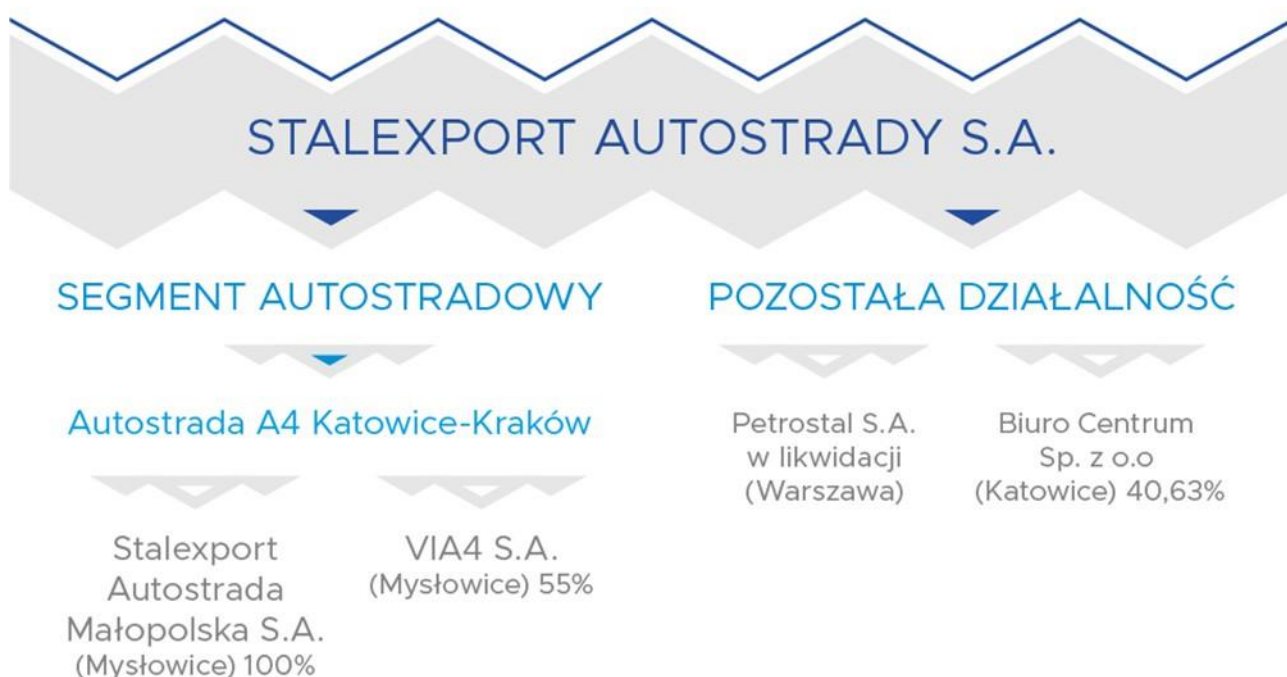 STALEXPORT AUTOSTRADY S.A.
SEGMENT AUTOSTRADOWY
Autostrada A4 Katowice-Kraków
Stalexport
Autostrada
Małopolska S.A.
(Mysłowice) 100%
VIA4 S.A.
(Mysłowice) 55%
POZOSTAŁA DZIAŁALNOŚĆ
Petrostal S.A.
w likwidacji
(Warszawa)
Biuro Centrum
Sp. z o.o
(Katowice) 40,63%